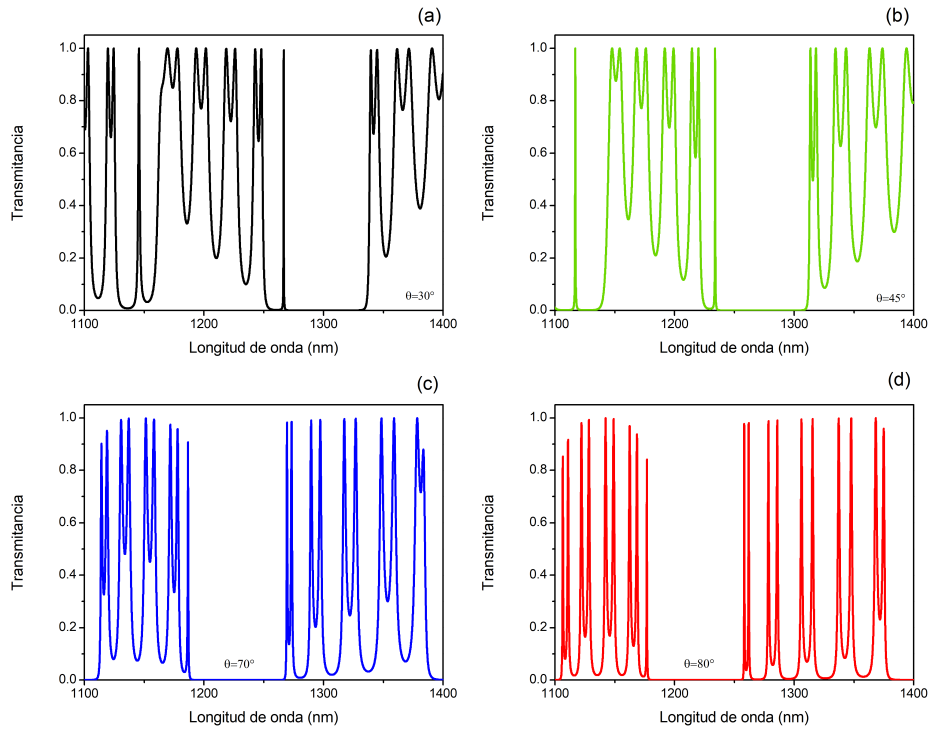 (a)
Transmitancia
1.0
0.8
0.6
0.4
0.2
0.0
θ=30°
1100 1200 1300 1400
Longitud de onda (nm)
(b)
Transmitancia
1.0
0.8
0.6
0.4
0.2
0.0
θ=45°
1100 1200 1300 1400
Longitud de onda (nm)
(c)
Transmitancia
1.0
0.8
0.6
0.4
0.2
0.0
θ=70°
1100 1200 1300 1400
Longitud de onda (nm)
(d)
Transmitancia
1.0
0.8
0.6
0.4
0.2
0.0
θ=80°
1100 1200 1300 1400
Longitud de onda (nm)